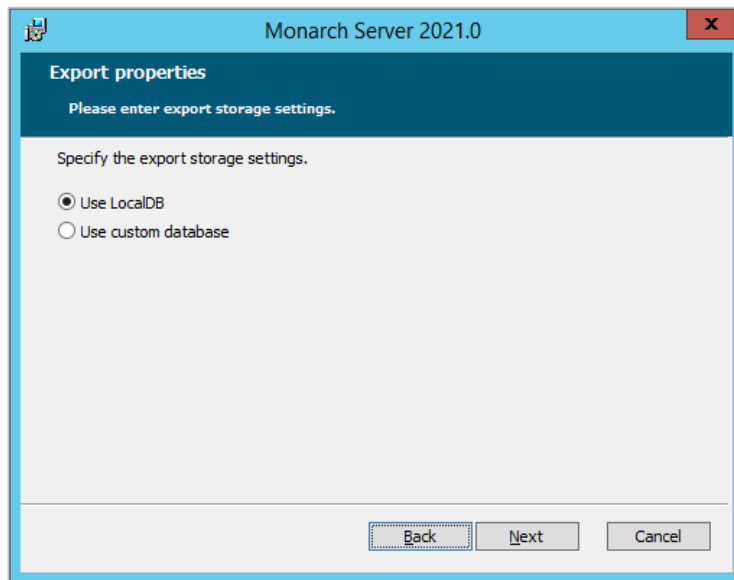 Monarch Server 2021.0
x
Export properties
Please enter export storage settings.
Specify the export storage settings.
Use LocalDB
Use custom database
Back Next Cancel